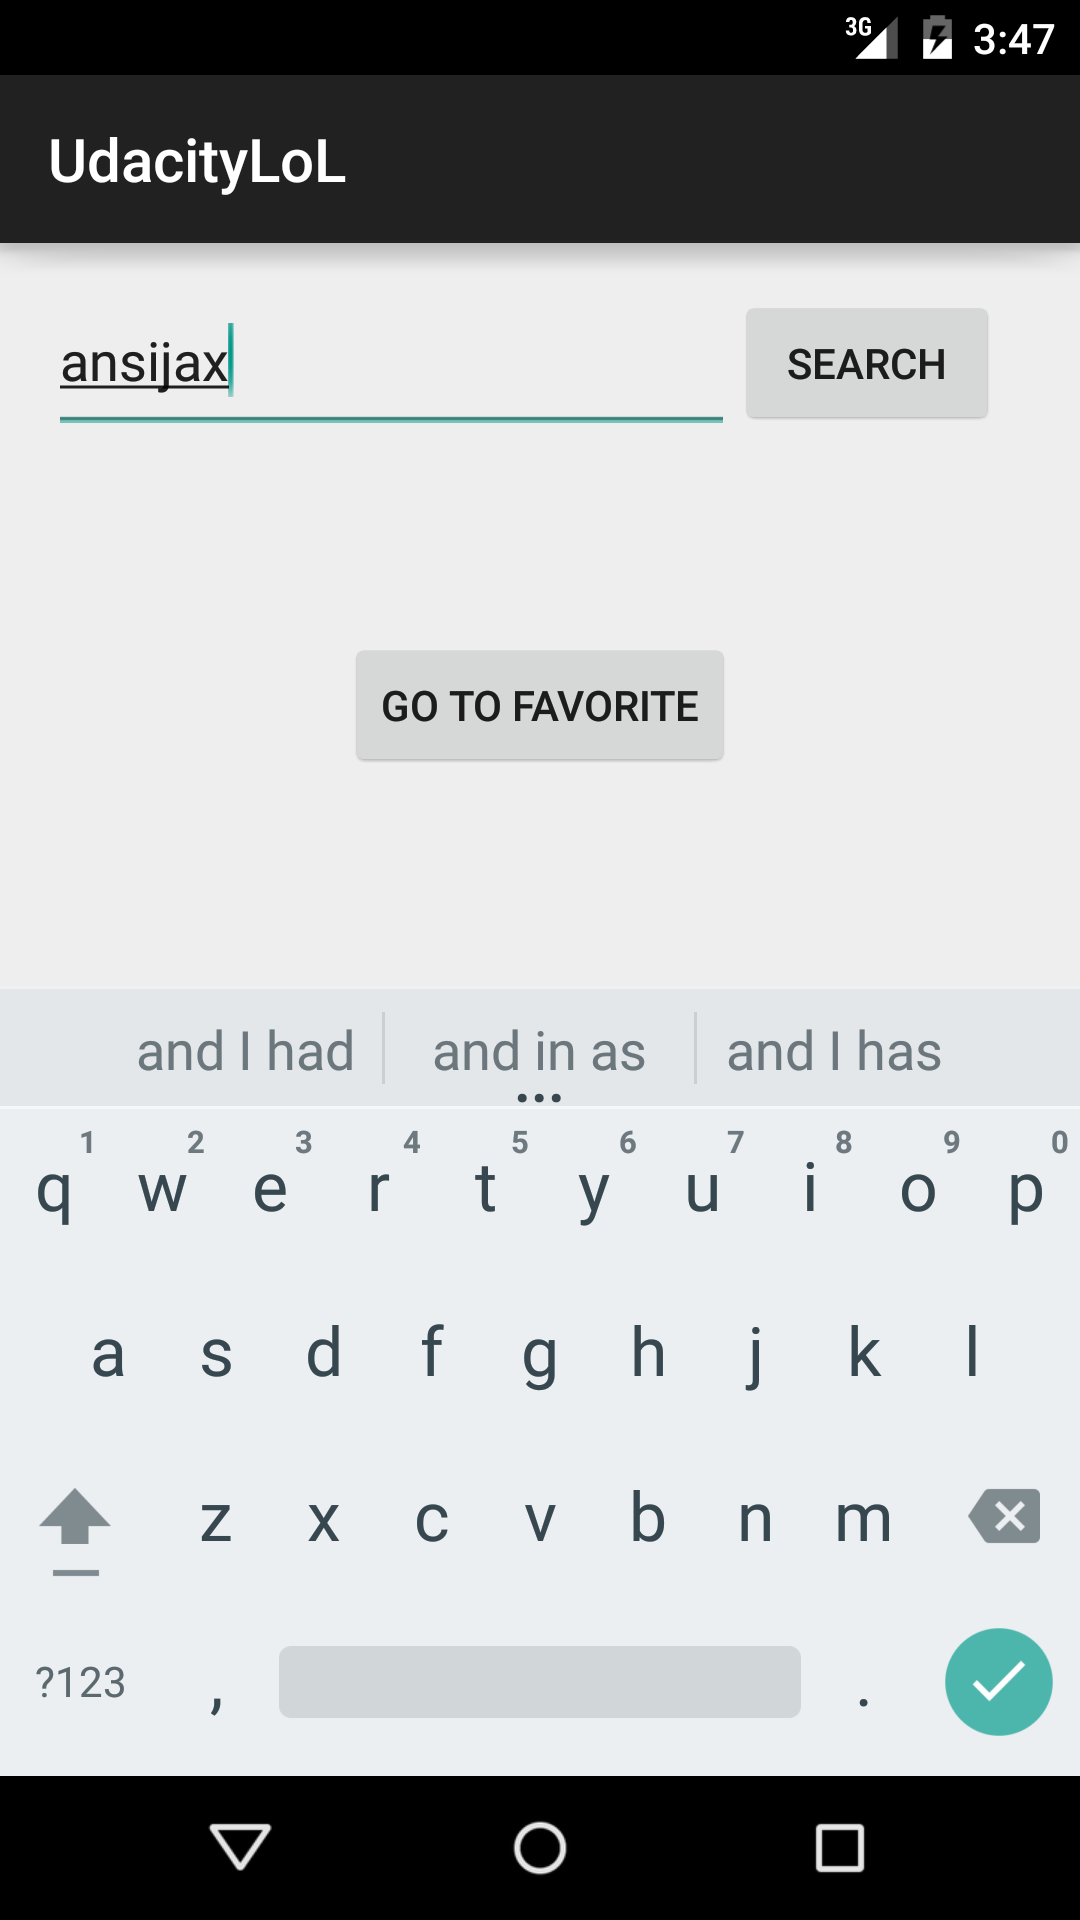 3G 3:47
UdacityLoL
ansijax SEARCH
GO TO FAVORITE
and I had and in as and I has
1 2 3 4 5 6 7 8 9 0
q w e r t y u i o p
a s d f g h j k l
z x c v b n m
?123 , .